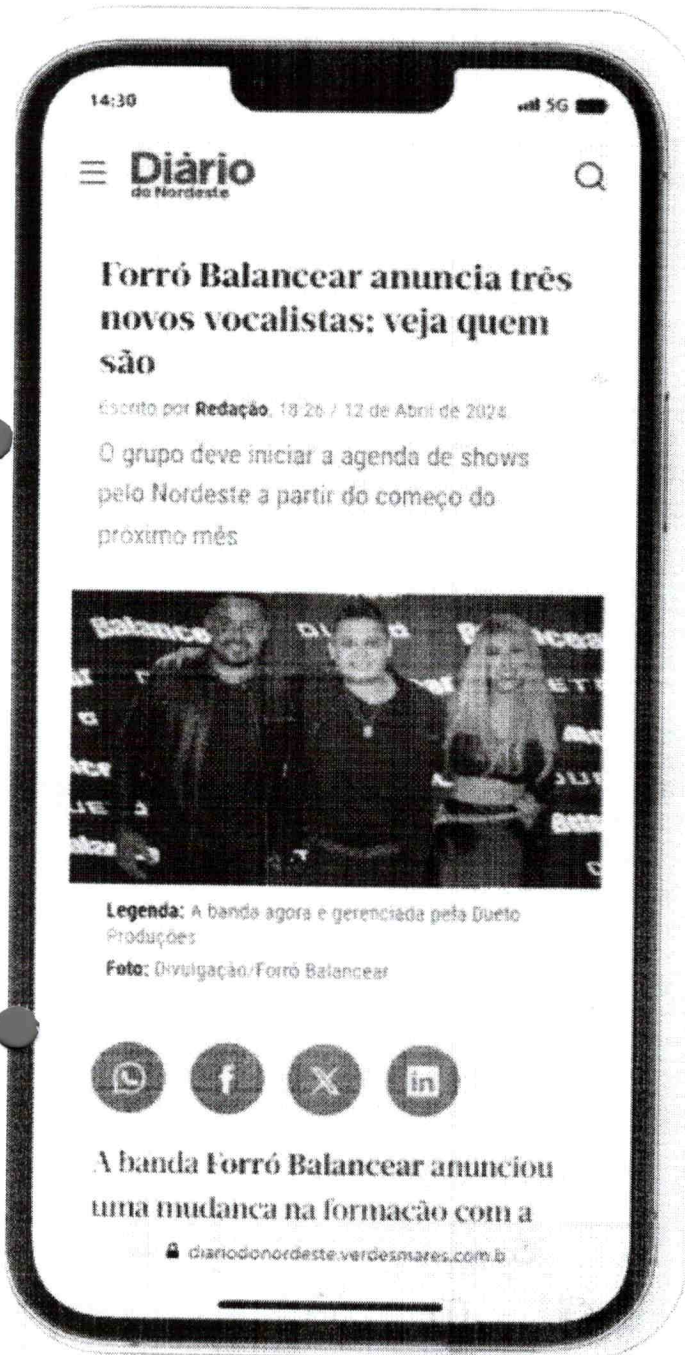 14:30
5G
Diário
do Nordeste
Forró Balancear anuncia três
novos vocalistas: veja quem
são
Escrito por Redação, 18:26 / 12 de Abril de 2024
O grupo deve iniciar a agenda de shows
pelo Nordeste a partir do começo do
próximo mês
Balance
Legenda: A banda agora e gerenciada pela Dueto
Produções
Foto: Divulgação/Forró Balancear
f
X
in
A banda Forró Balancear anunciou
uma mudança na formação com a
diariodonordeste.verdesmares.com.b